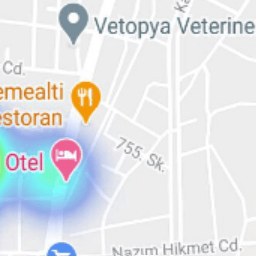 Vetopya Veterine
Cd.
emealti
estoran
755. Sk.
Otel
Nazım Hikmet Cd.